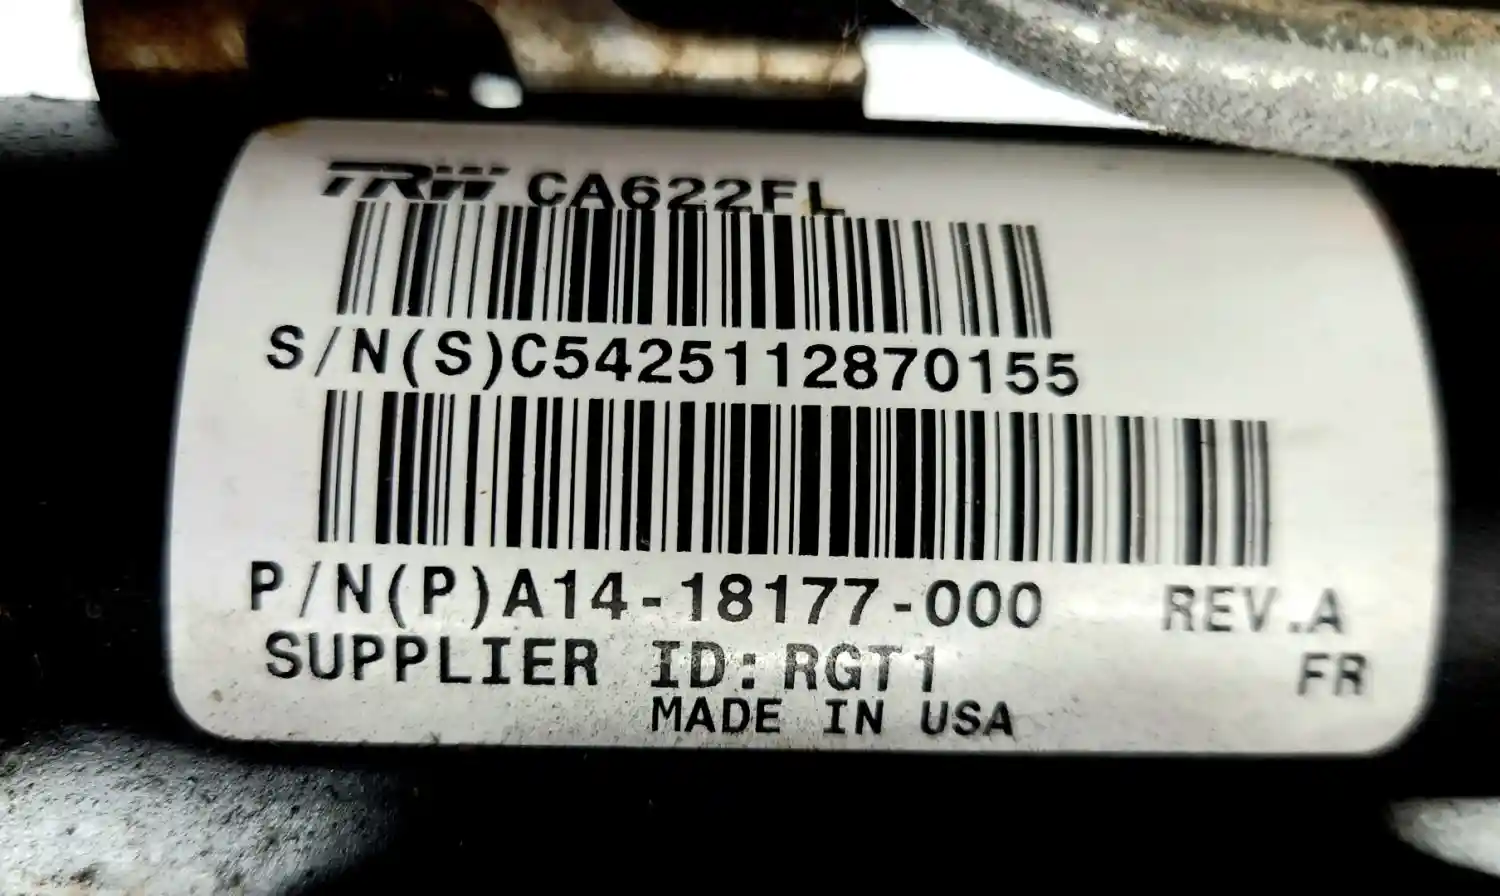 TRW CA622FL
S/N(S)C5425112870155
P/N(P)A14-18177-000 REV.A
SUPPLIER ID:RGT1 FR
MADE IN USA